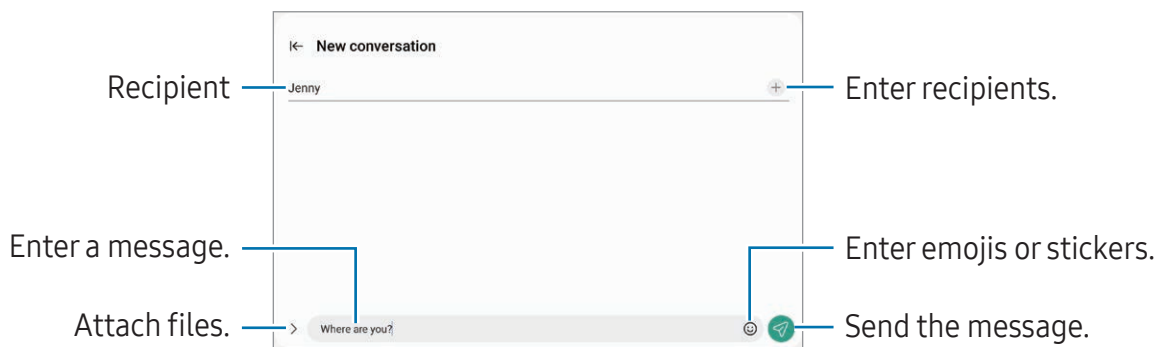 New conversation
Recipient
Jenny
Enter recipients.
Enter a message.
Enter emojis or stickers.
Attach files.
Where are you?
Send the message.